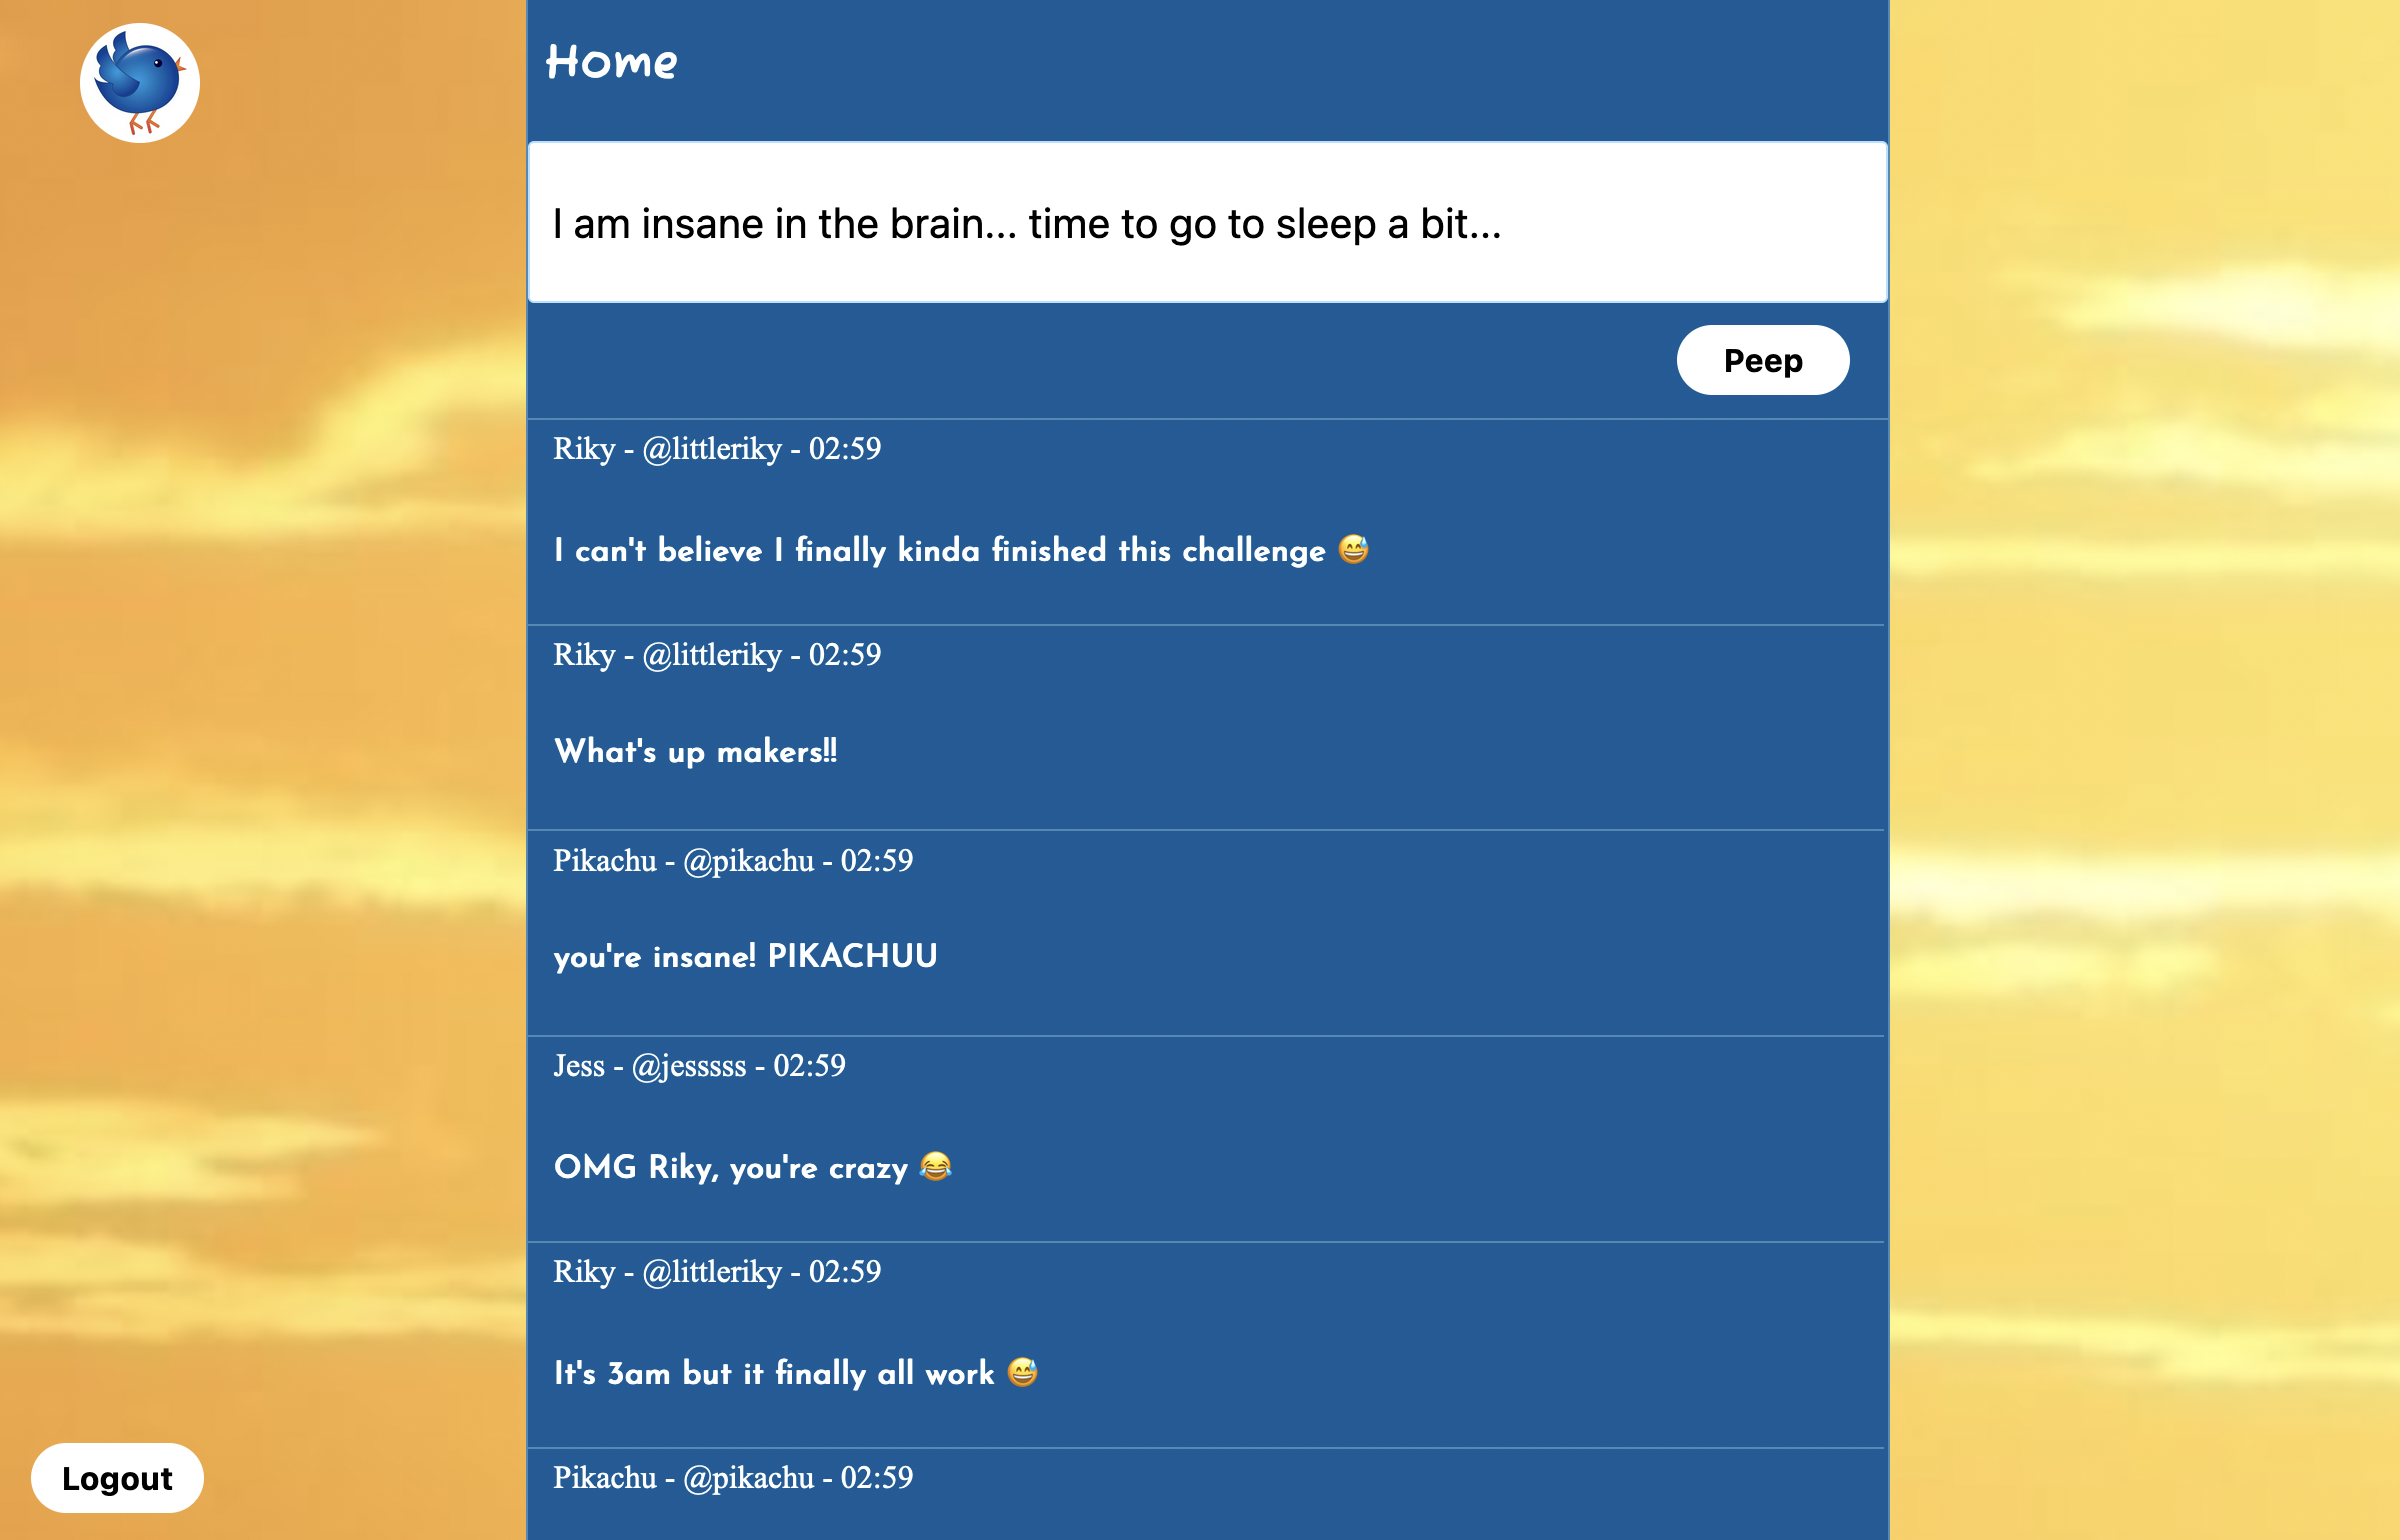 Home
I am insane in the brain... time to go to sleep a bit...
Peep
Riky - @littleriky - 02:59
I can't believe I finally kinda finished this challenge 😅
Riky - @littleriky - 02:59
What's up makers!!
Pikachu - @pikachu - 02:59
you're insane! PIKACHUU
Jess - @jesssss - 02:59
OMG Riky, you're crazy 😂
Riky - @littleriky - 02:59
It's 3am but it finally all work 😅
Pikachu - @pikachu - 02:59
Logout